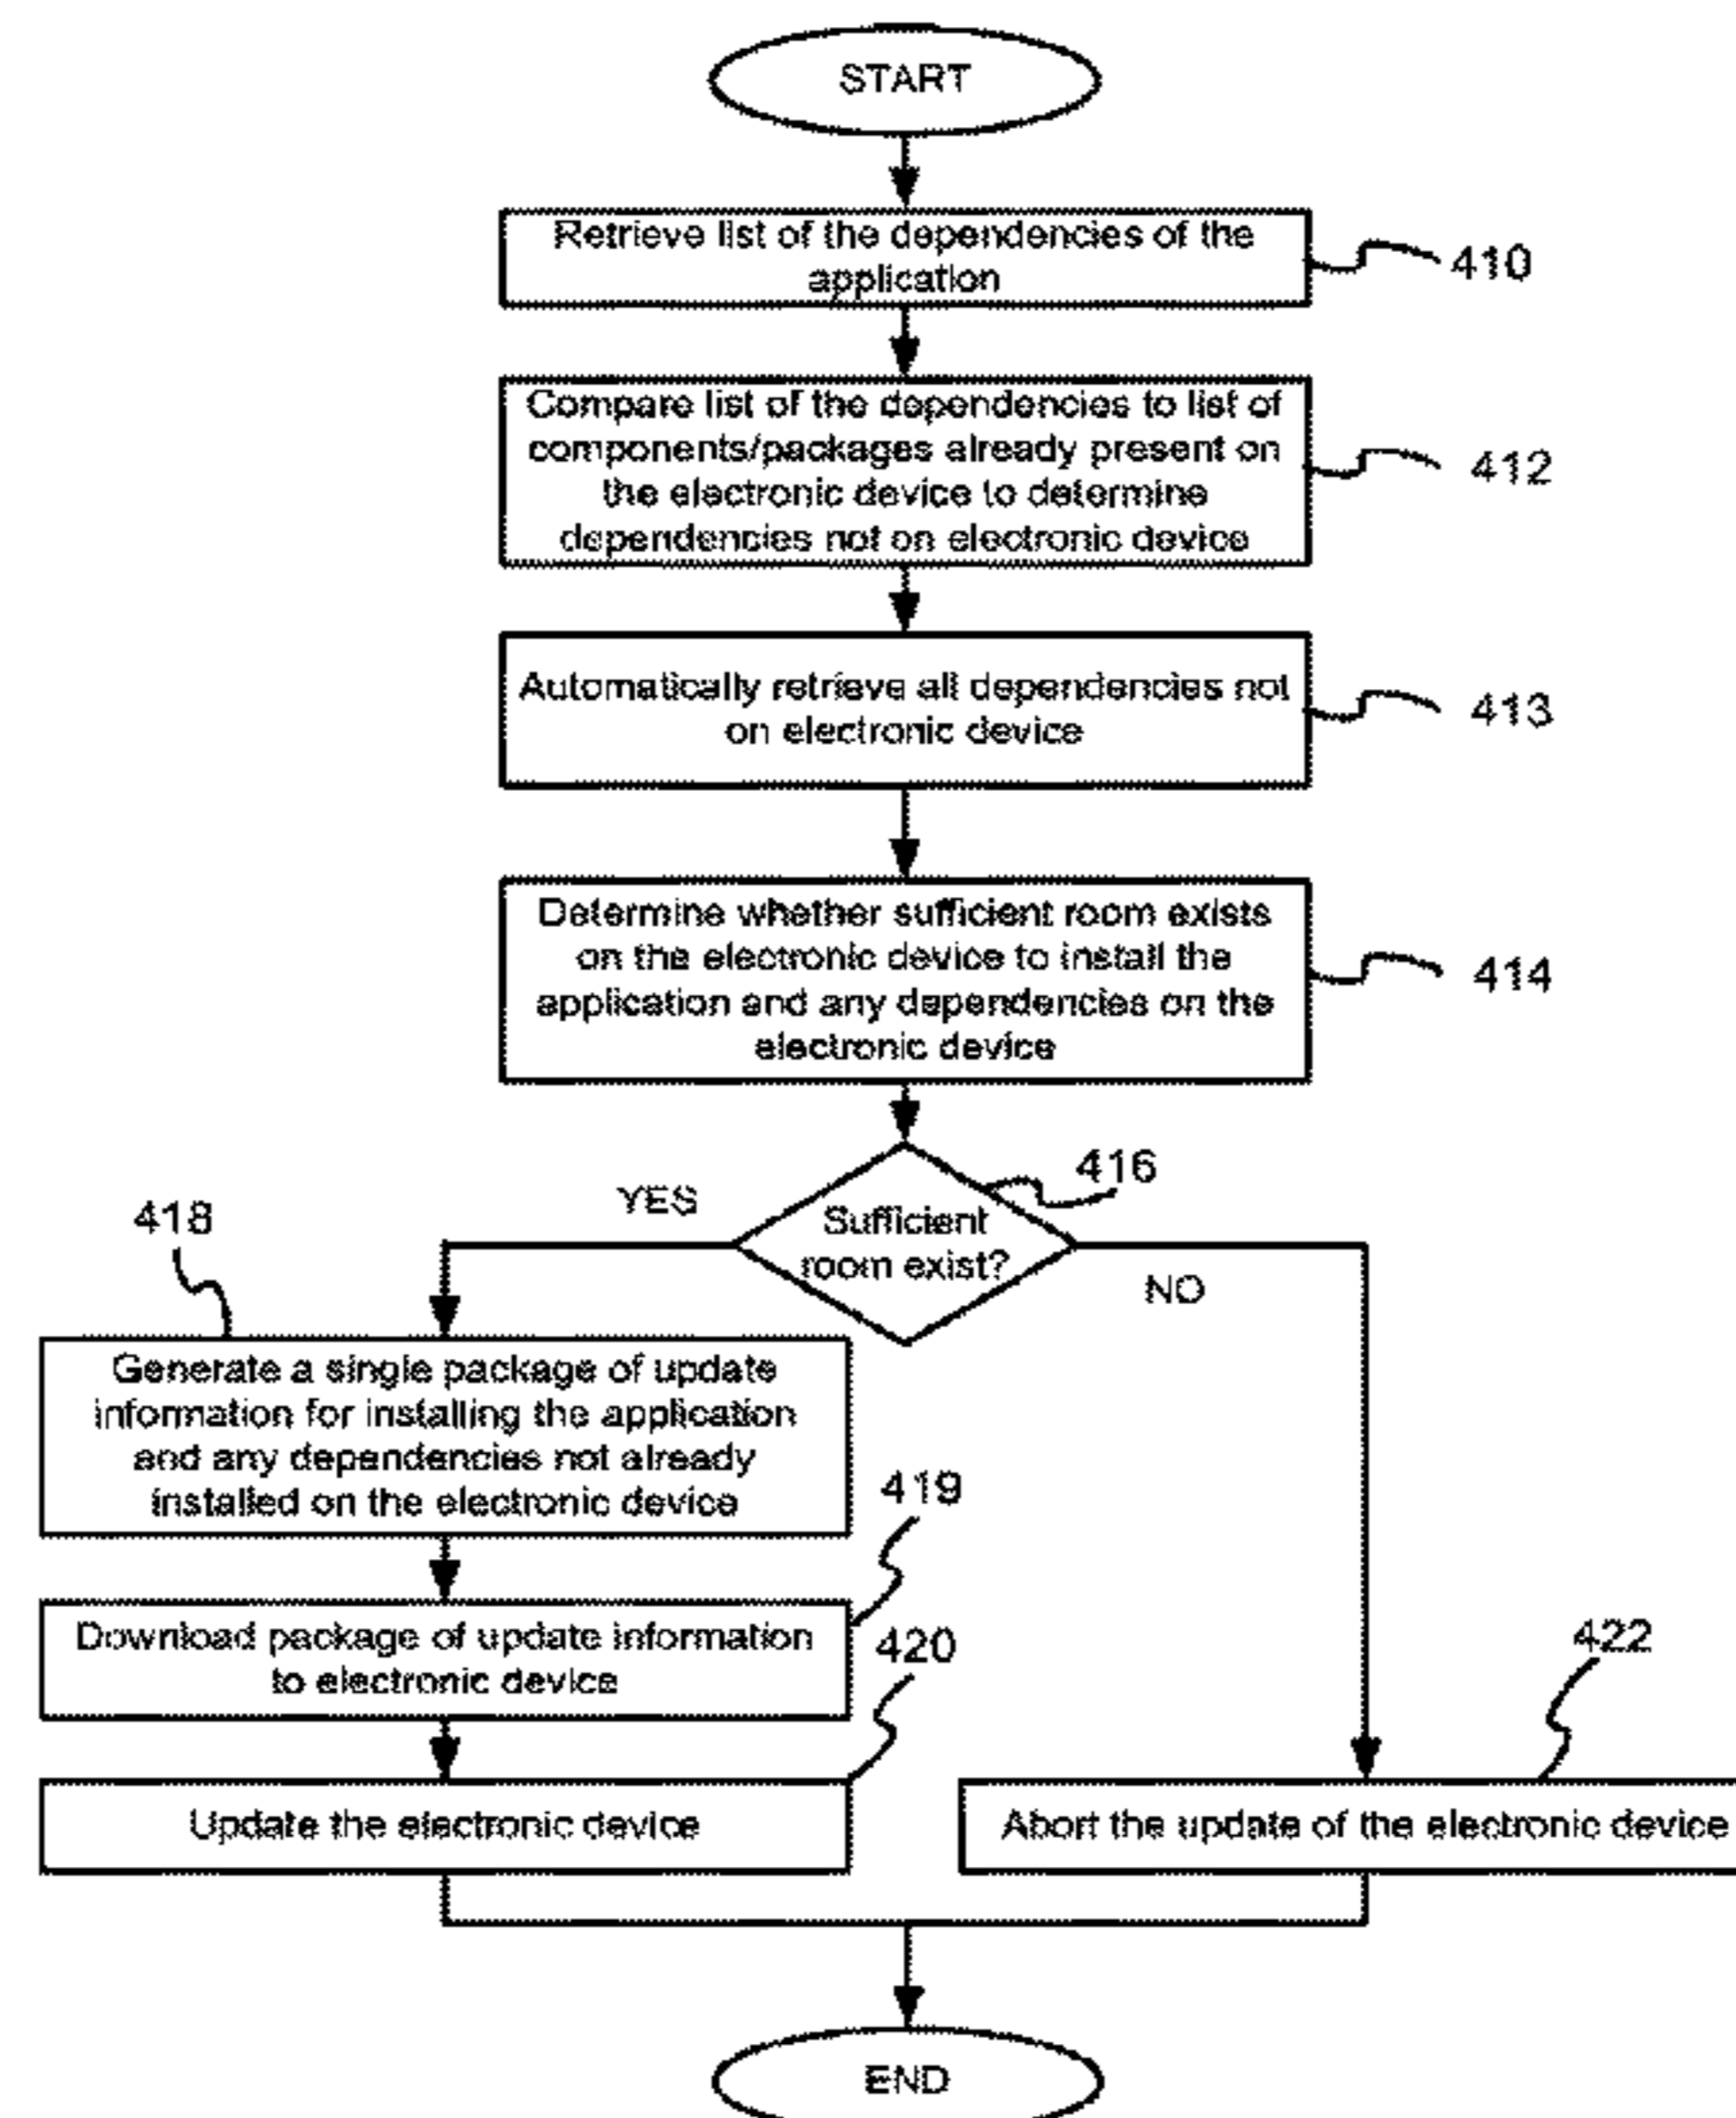 START
Retrieve list of the dependencies of the
application
410
Compare list of the dependencies to list of
components/packages already present on
the electronic device to determine
dependencies not on electronic device
412
Automatically retrieve all dependencies not
on electronic device
413
Determine whether sufficient room exists
on the electronic device to install the
application and any dependencies on the
electronic device
414
416
Sufficient
room exist?
YES
NO
418
Generate a single package of update
information for installing the application
and any dependencies not already
installed on the electronic device
419
Download package of update information
to electronic device
420
Update the electronic device
422
Abort the update of the electronic device
END